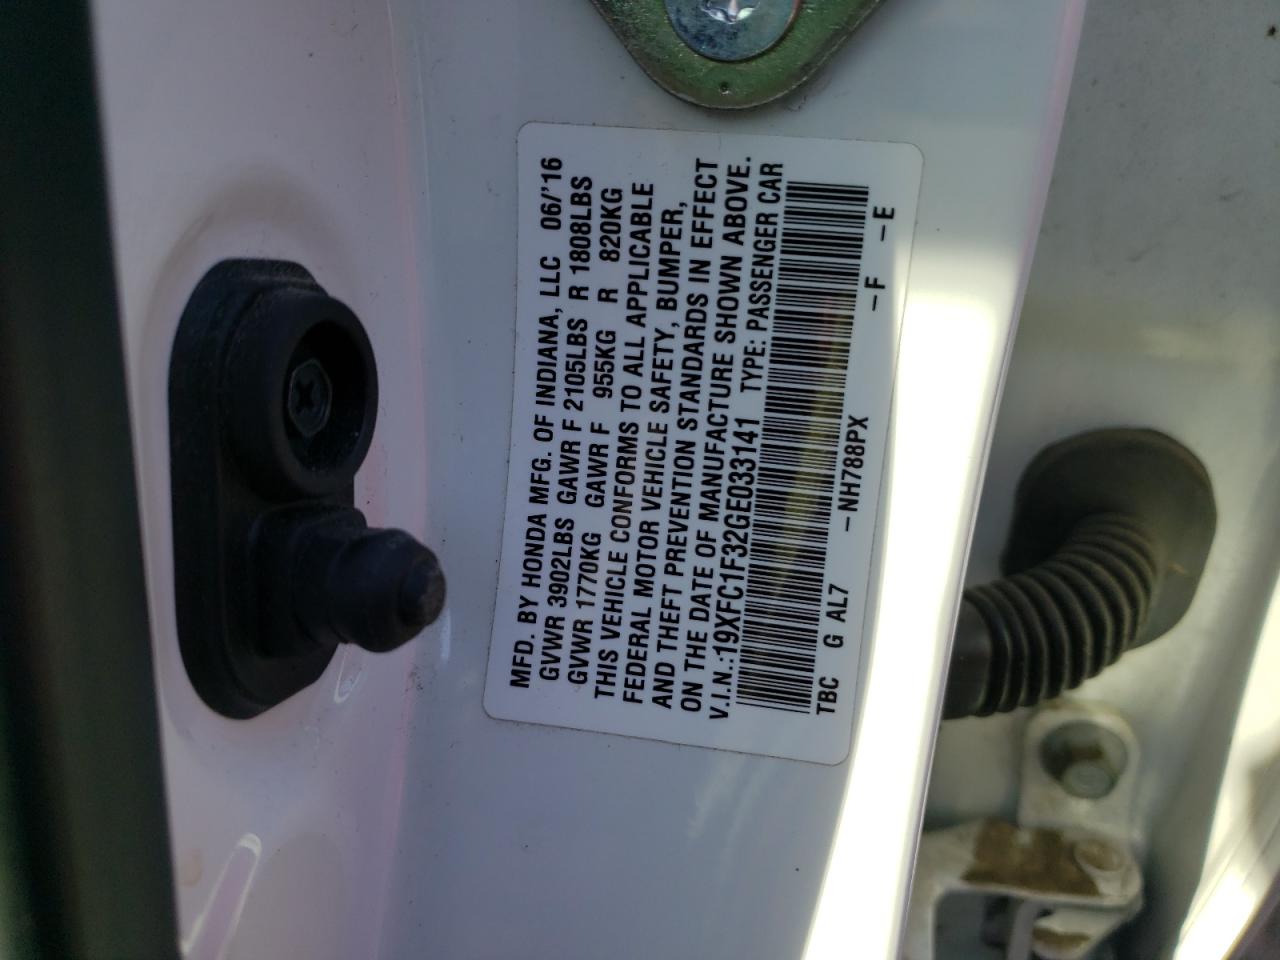 MFD. BY HONDA MFG. OF INDIANA, LLC 06/'16
GVWR 3902LBS GAWR F 2105LBS R 1808LBS
GVWR 1770KG GAWR F 955KG R 820KG
THIS VEHICLE CONFORMS TO ALL APPLICABLE
FEDERAL MOTOR VEHICLE SAFETY, BUMPER,
AND THEFT PREVENTION STANDARDS IN EFFECT
ON THE DATE OF MANUFACTURE SHOWN ABOVE.
V.I.N.:19XFC1F32GE033141 TYPE: PASSENGER CAR
TBC G AL7 -NH788PX -F -E